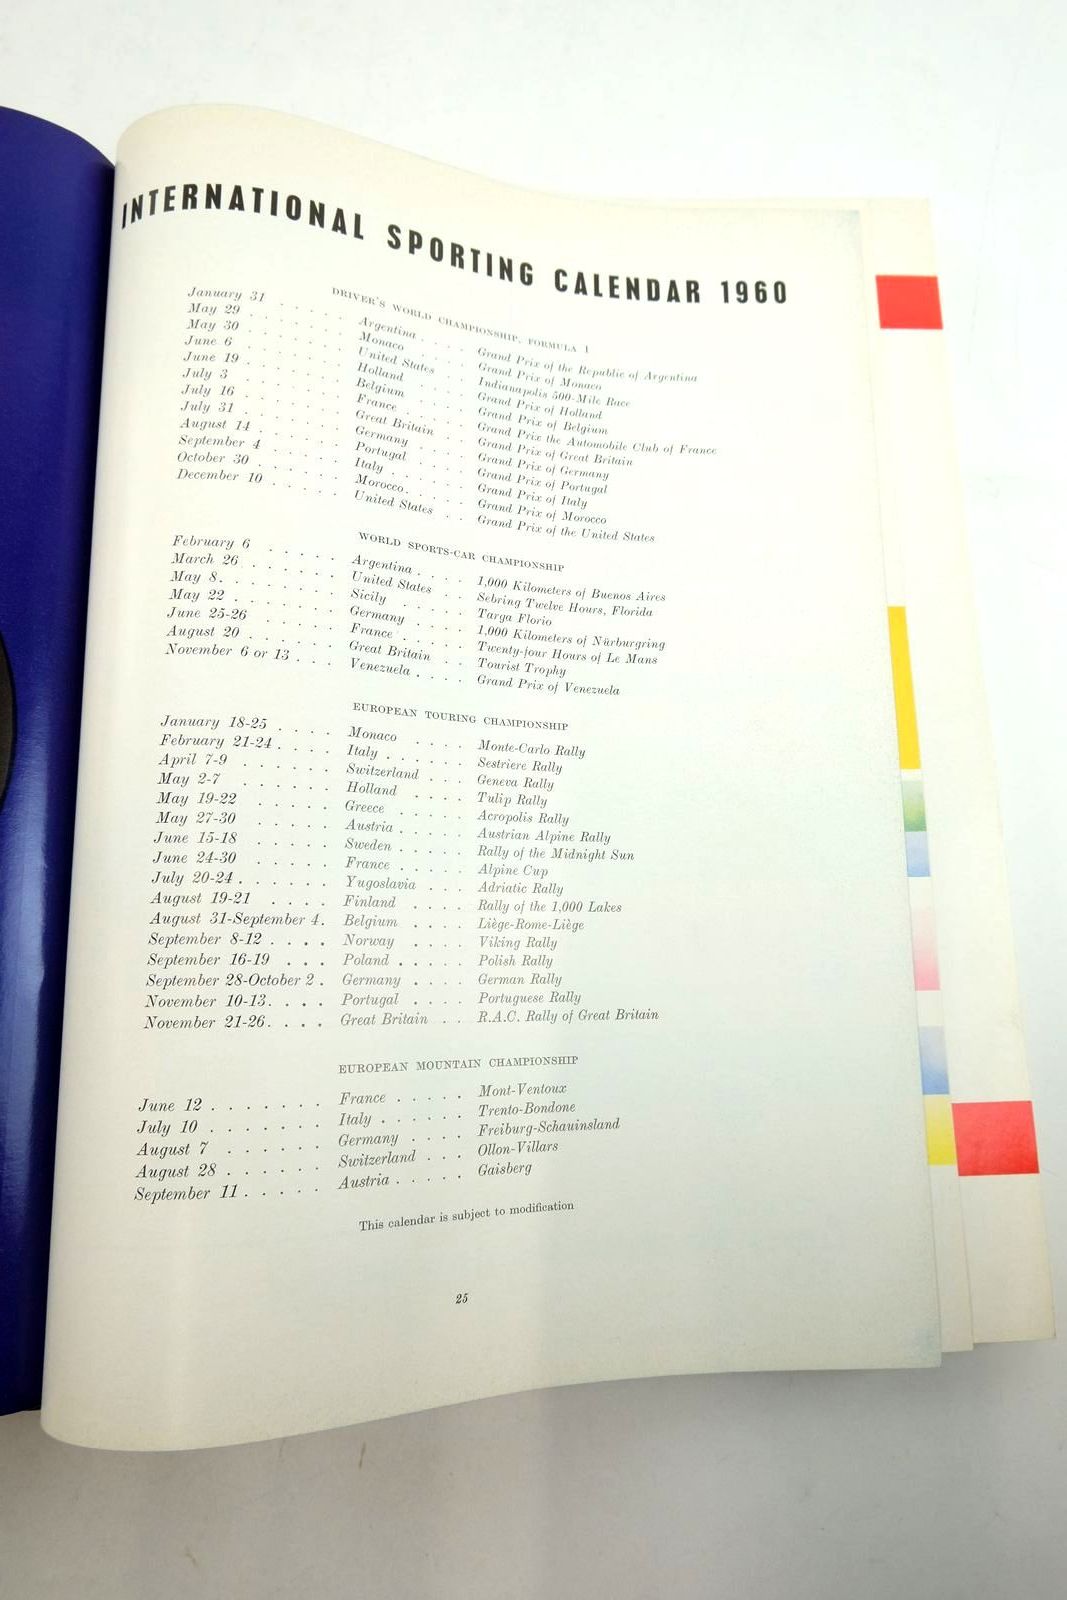 INTERNATIONAL SPORTING CALENDAR 1960
DRIVER'S WORLD CHAMPIONSHIP, FORMULA 1
January 31 . . . . . Argentina . . . . Grand Prix of the Republic of Argentina
May 29 . . . . . . Monaco . . . . Grand Prix of Monaco
May 30 . . . . . . United States . . Indianapolis 500-Mile Race
June 6 . . . . . . Holland . . . . Grand Prix of Holland
June 19 . . . . . . Belgium . . . . Grand Prix of Belgium
July 3 . . . . . . France . . . . Grand Prix the Automobile Club of France
July 16 . . . . . . Great Britain . . Grand Prix of Great Britain
July 31 . . . . . . Germany . . . . Grand Prix of Germany
August 14 . . . . . Portugal . . . . Grand Prix of Portugal
September 4 . . . . . Italy . . . . . Grand Prix of Italy
October 30 . . . . . Morocco . . . . Grand Prix of Morocco
December 10 . . . . . United States . . Grand Prix of the United States
WORLD SPORTS-CAR CHAMPIONSHIP
February 6 . . . . . Argentina . . . . 1,000 Kilometers of Buenos Aires
March 26 . . . . . . United States . . Sebring Twelve Hours, Florida
May 8 . . . . . . . Sicily . . . . Targa Florio
May 22 . . . . . . Germany . . . . 1,000 Kilometers of Nürburgring
June 25-26 . . . . . France . . . . Twenty-four Hours of Le Mans
August 20 . . . . . . Great Britain . . Tourist Trophy
November 6 or 13 . . . Venezuela . . . . Grand Prix of Venezuela
EUROPEAN TOURING CHAMPIONSHIP
January 18-25 . . . . Monaco . . . . Monte-Carlo Rally
February 21-24 . . . . Italy . . . . . Sestriere Rally
April 7-9 . . . . . . Switzerland . . . Geneva Rally
May 2-7 . . . . . . Holland . . . . Tulip Rally
May 19-22 . . . . . Greece . . . . . Acropolis Rally
May 27-30 . . . . . Austria . . . . . Austrian Alpine Rally
June 15-18 . . . . . Sweden . . . . . Rally of the Midnight Sun
June 24-30 . . . . . France . . . . . Alpine Cup
July 20-24 . . . . . . Yugoslavia . . . Adriatic Rally
August 19-21 . . . . Finland . . . . Rally of the 1,000 Lakes
August 31-September 4 . Belgium . . . . Liège-Rome-Liège
September 8-12 . . . . Norway . . . . Viking Rally
September 16-19 . . . Poland . . . . . Polish Rally
September 28-October 2 . Germany . . . . German Rally
November 10-13 . . . . Portugal . . . . Portuguese Rally
November 21-26 . . . . Great Britain . . R.A.C. Rally of Great Britain
EUROPEAN MOUNTAIN CHAMPIONSHIP
June 12 . . . . . . . France . . . . . Mont-Ventoux
July 10 . . . . . . . Italy . . . . . . Trento-Bondone
August 7 . . . . . . Germany . . . . Freiburg-Schauinsland
August 28 . . . . . . Switzerland . . . Ollon-Villars
September 11 . . . . . Austria . . . . . Gaisberg
This calendar is subject to modification
25